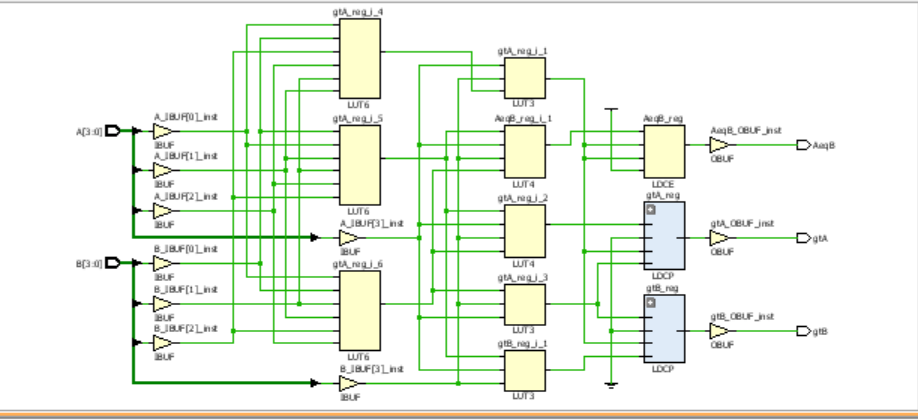 gtA_reg_i_4
LUT6
gtA_reg_i_1
LUT3
A_IBUF[0]_inst
IBUF
gtA_reg_i_5
LUT6
AeqB_reg_i_1
LUT4
AeqB_reg
LDCE
AeqB_OBUF_inst
OBUF
AeqB
A[3:0]
A_IBUF[1]_inst
IBUF
A_IBUF[2]_inst
IBUF
gtA_reg_i_2
LUT4
gtA_reg
LDCP
A_IBUF[3]_inst
IBUF
gtA_OBUF_inst
OBUF
gtA
B[3:0]
B_IBUF[0]_inst
IBUF
gtA_reg_i_6
LUT6
gtA_reg_i_3
LUT3
gtB_reg
LDCP
B_IBUF[1]_inst
IBUF
B_IBUF[2]_inst
IBUF
gtB_OBUF_inst
OBUF
gtB
gtB_reg_i_1
LUT3
B_IBUF[3]_inst
IBUF